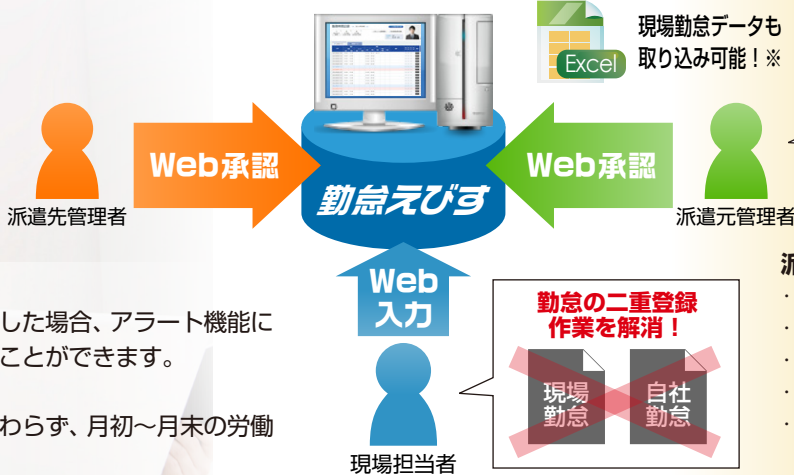 現場勤怠データも
取り込み可能！※
Excel
Web承認
Web承認
勤怠えびす
派遣先管理者
派遣元管理者
Web
入力
した場合、アラート機能に
ことができます。
わらず、月初～月末の労働
現場担当者
勤怠の二重登録
作業を解消！
現場
勤怠
自社
勤怠
派
・
・
・
・
・